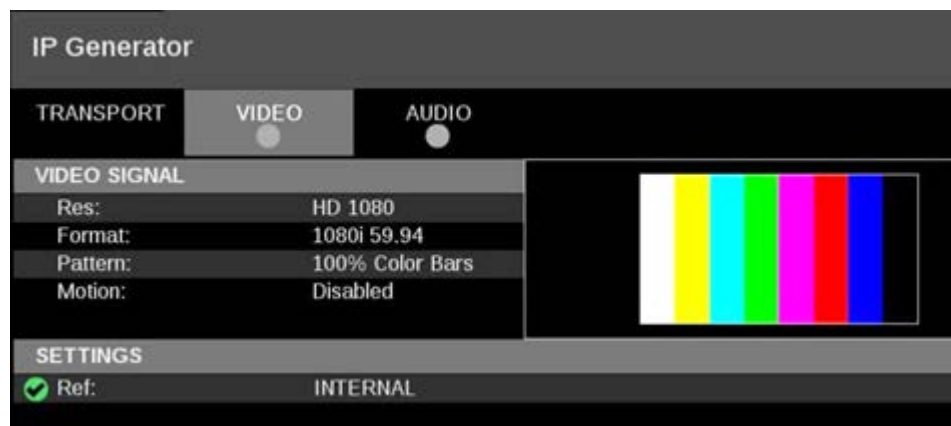 IP Generator
TRANSPORT VIDEO AUDIO
VIDEO SIGNAL
Res: HD 1080
Format: 1080i 59.94
Pattern: 100% Color Bars
Motion: Disabled
SETTINGS
Ref: INTERNAL